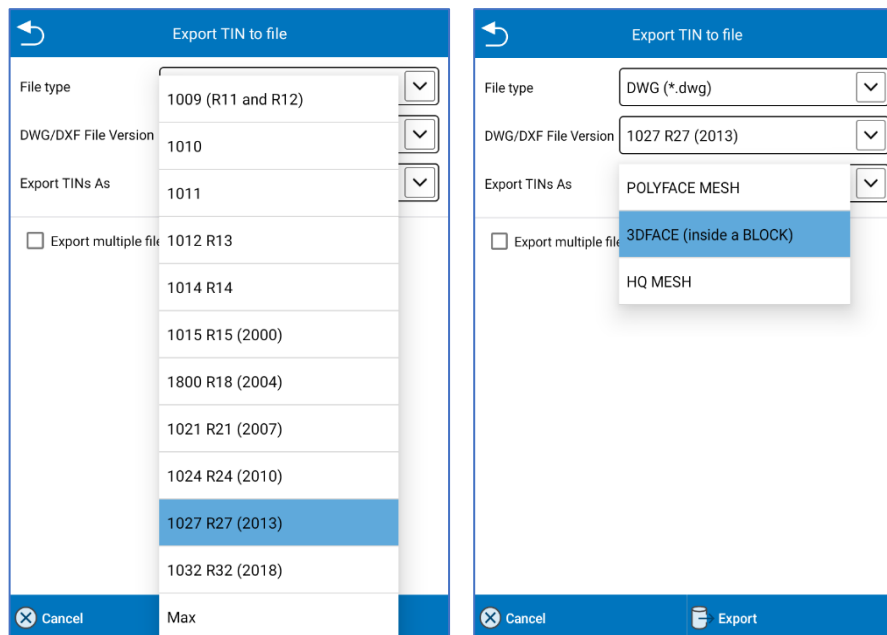 Export TIN to file
File type
DWG/DXF File Version
Export TINs As
Export multiple file
1009 (R11 and R12)
1010
1011
1012 R13
1014 R14
1015 R15 (2000)
1800 R18 (2004)
1021 R21 (2007)
1024 R24 (2010)
1027 R27 (2013)
1032 R32 (2018)
Max
Cancel
Export TIN to file
File type DWG (*.dwg)
DWG/DXF File Version 1027 R27 (2013)
Export TINs As
POLYFACE MESH
3DFACE (inside a BLOCK)
HQ MESH
Export multiple file
Cancel Export